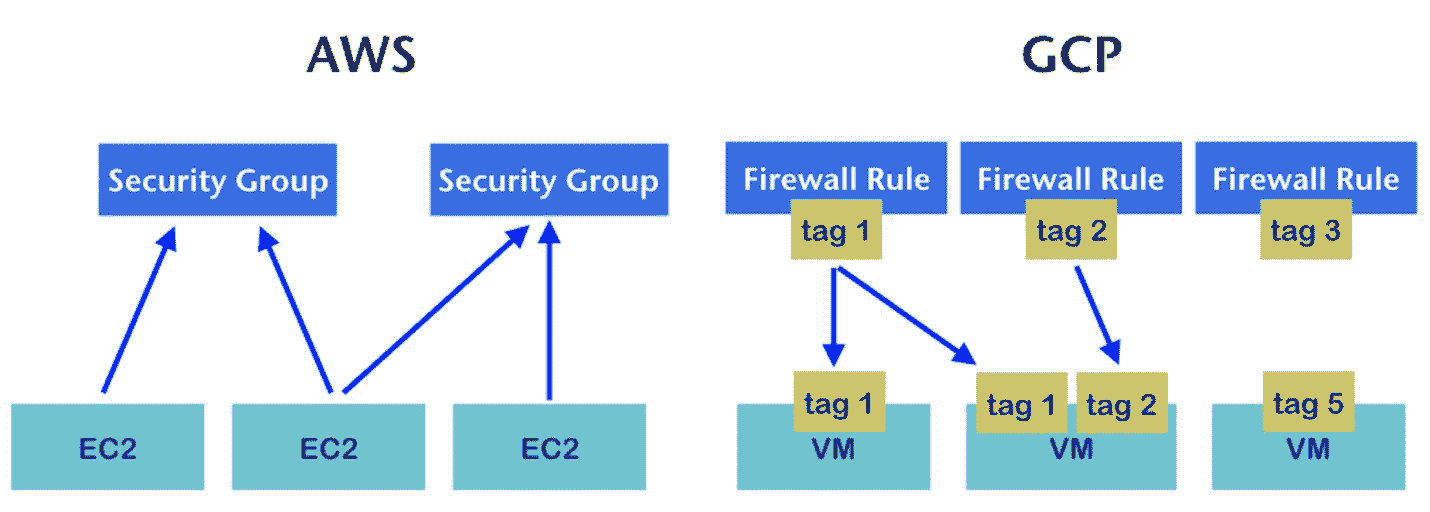 AWS
GCP
Security Group
Security Group
Firewall Rule
Firewall Rule
Firewall Rule
tag 1
tag 2
tag 3
EC2
EC2
EC2
tag 1
tag 1
tag 2
tag 5
VM
VM
VM